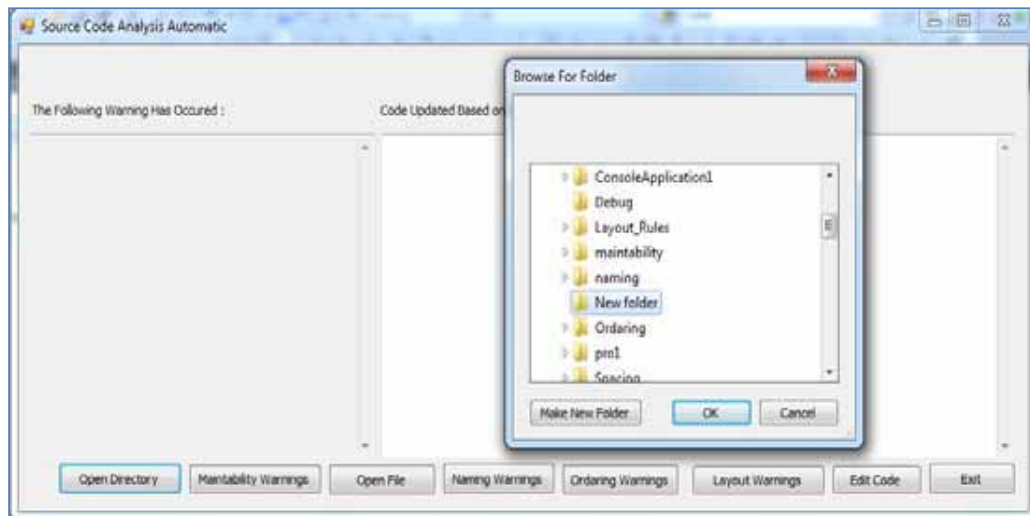 Source Code Analysis Automatic
The Following Warning Has Occured :
Code Updated Based on
Browse For Folder
ConsoleApplication1
Debug
Layout_Rules
maintability
naming
New folder
Ordaring
pro1
Spacing
Make New Folder
OK
Cancel
Open Directory
Maintability Warnings
Open File
Naming Warnings
Ordaring Warnings
Layout Warnings
Edit Code
Exit